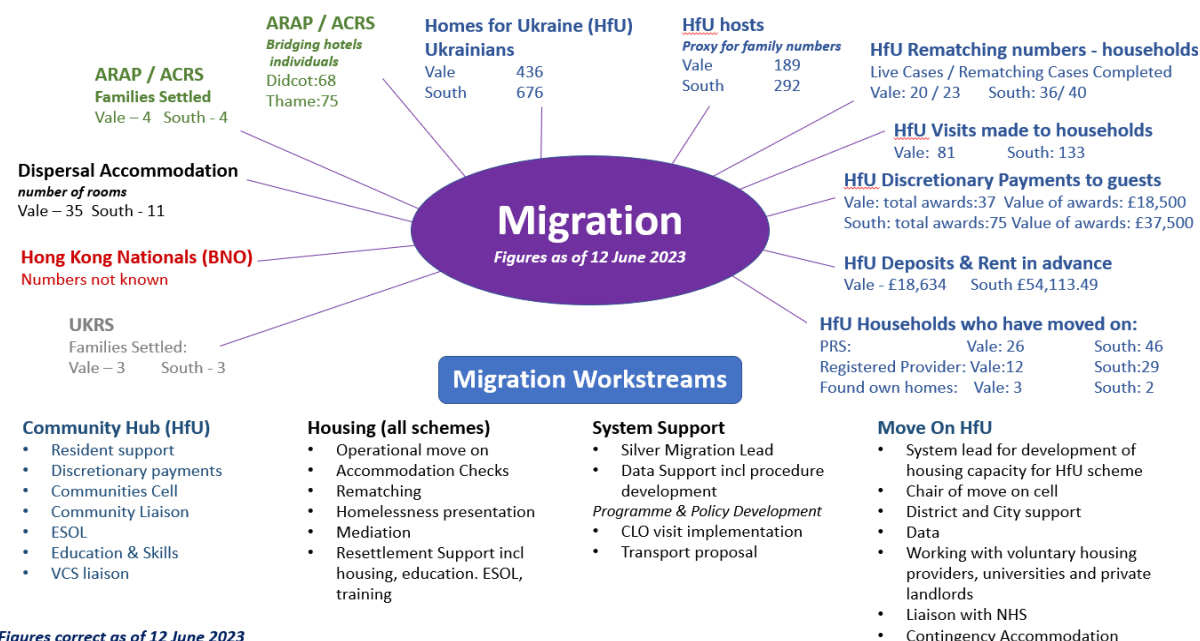 ARAP / ACRS
Bridging hotels
individuals
Didcot:68
Thame:75
Homes for Ukraine (HfU)
Ukrainians
Vale 436
South 676
HfU hosts
Proxy for family numbers
Vale 189
South 292
HfU Rematching numbers - households
Live Cases / Rematching Cases Completed
Vale: 20 / 23 South: 36/ 40
ARAP / ACRS
Families Settled
Vale – 4 South - 4
HfU Visits made to households
Vale: 81 South: 133
Dispersal Accommodation
number of rooms
Vale – 35 South - 11
HfU Discretionary Payments to guests
Vale: total awards:37 Value of awards: £18,500
South: total awards:75 Value of awards: £37,500
Migration
Figures as of 12 June 2023
Hong Kong Nationals (BNO)
Numbers not known
HfU Deposits & Rent in advance
Vale - £18,634 South £54,113.49
UKRS
Families Settled:
Vale – 3 South - 3
HfU Households who have moved on:
PRS: Vale: 26 South: 46
Registered Provider: Vale:12 South:29
Found own homes: Vale: 3 South: 2
Migration Workstreams
Community Hub (HfU)
• Resident support
• Discretionary payments
• Communities Cell
• Community Liaison
• ESOL
• Education & Skills
• VCS liaison
Housing (all schemes)
• Operational move on
• Accommodation Checks
• Rematching
• Homelessness presentation
• Mediation
• Resettlement Support incl
housing, education. ESOL,
training
System Support
• Silver Migration Lead
• Data Support incl procedure
development
Programme & Policy Development
• CLO visit implementation
• Transport proposal
Move On HfU
• System lead for development of
housing capacity for HfU scheme
• Chair of move on cell
• District and City support
• Data
• Working with voluntary housing
providers, universities and private
landlords
• Liaison with NHS
• Contingency Accommodation
Figures correct as of 12 June 2023